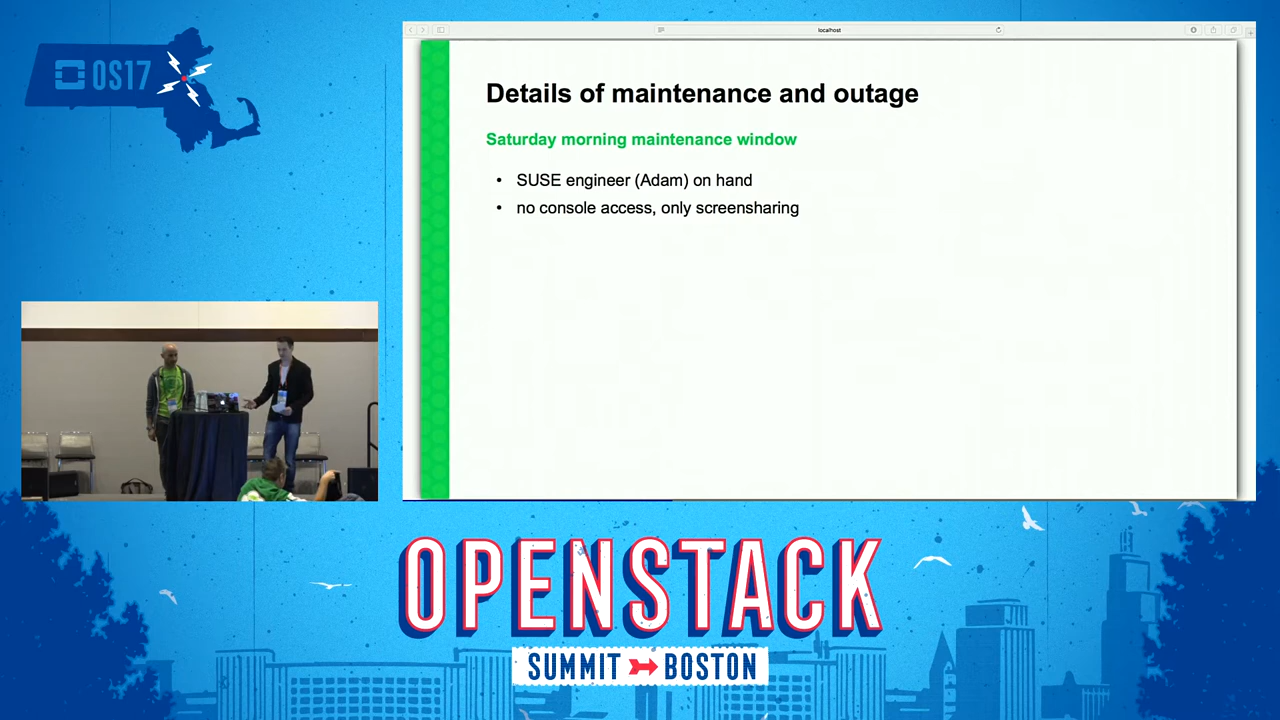 OS17
localhost
Details of maintenance and outage
Saturday morning maintenance window
• SUSE engineer (Adam) on hand
• no console access, only screensharing
OPENSTACK
SUMMIT BOSTON